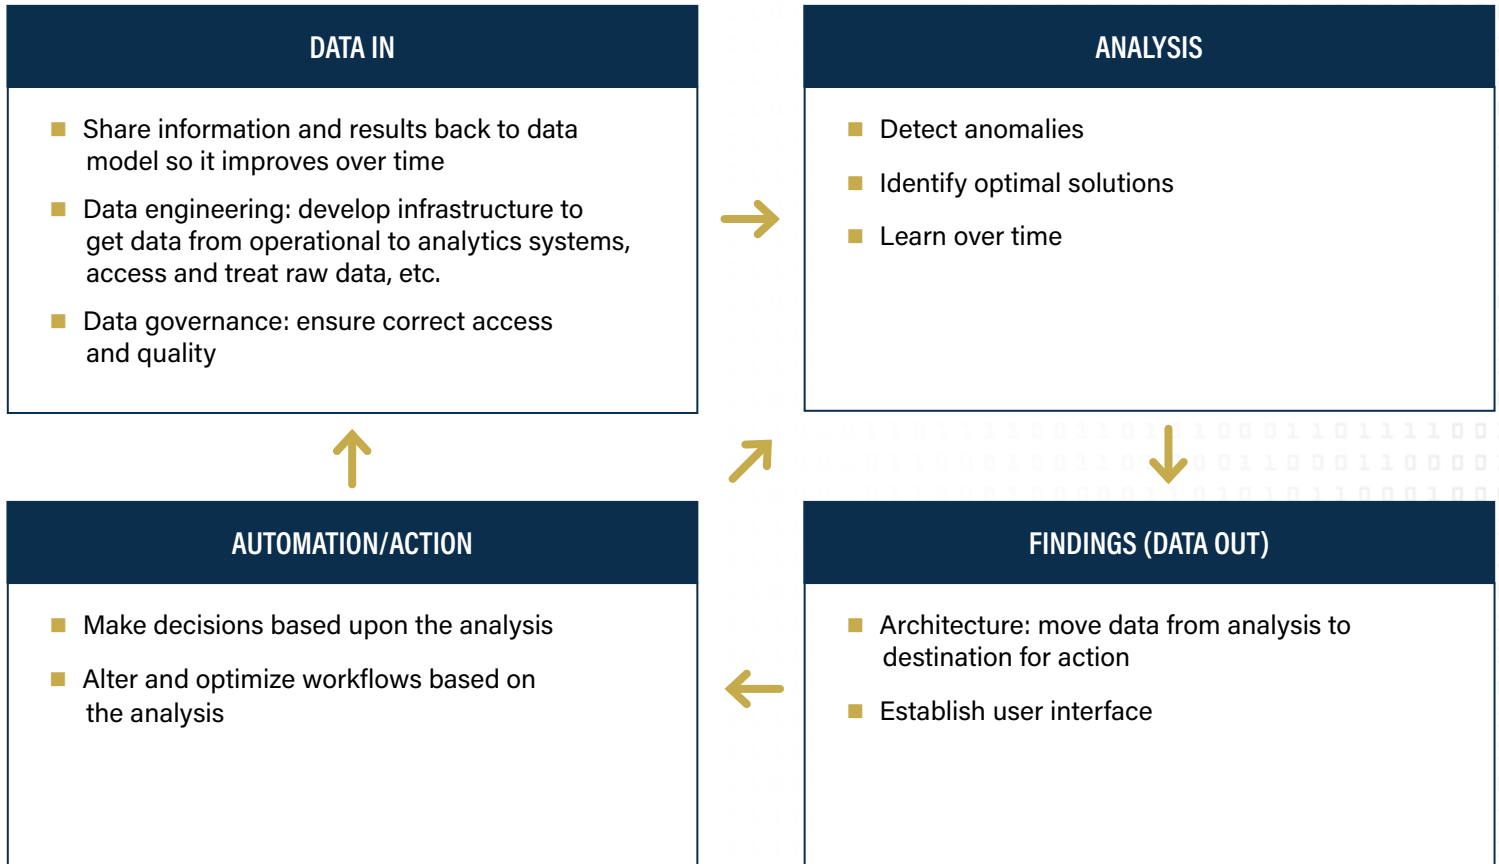 DATA IN
Share information and results back to data
model so it improves over time
Data engineering: develop infrastructure to
get data from operational to analytics systems,
access and treat raw data, etc.
Data governance: ensure correct access
and quality
ANALYSIS
Detect anomalies
Identify optimal solutions
Learn over time
AUTOMATION/ACTION
Make decisions based upon the analysis
Alter and optimize workflows based on
the analysis
FINDINGS (DATA OUT)
Architecture: move data from analysis to
destination for action
Establish user interface